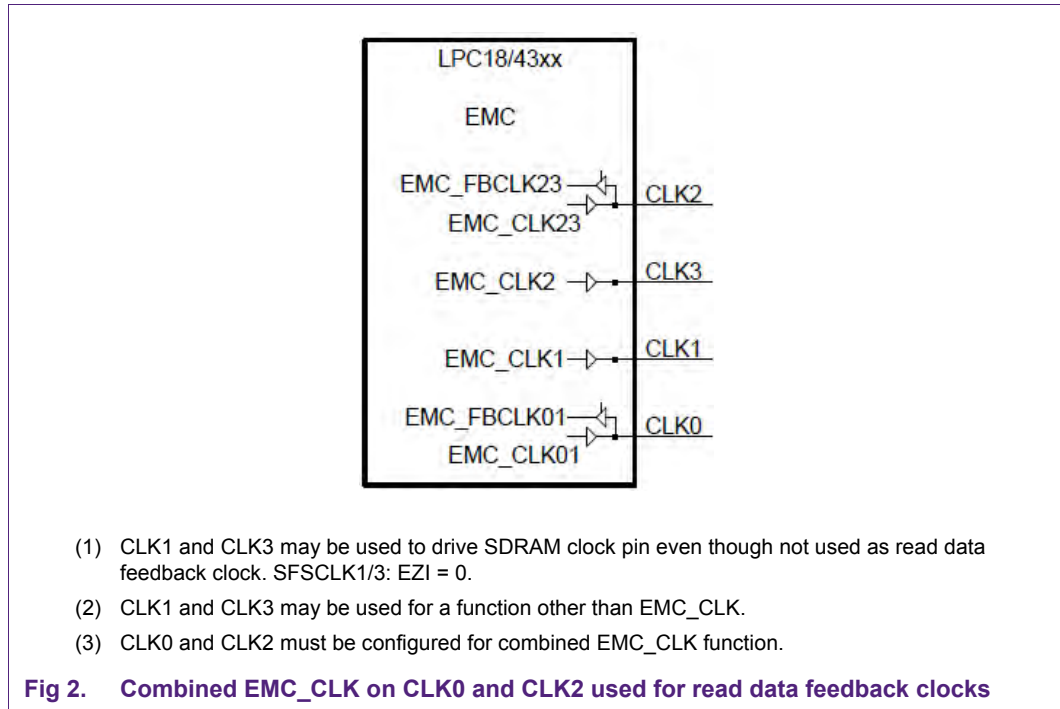 LPC18/43xx
EMC
EMC_FBCLK23
CLK2
EMC_CLK23
EMC_CLK2
CLK3
EMC_CLK1
CLK1
EMC_FBCLK01
CLK0
EMC_CLK01
(1) CLK1 and CLK3 may be used to drive SDRAM clock pin even though not used as read data
feedback clock. SFSCLK1/3: EZI = 0.
(2) CLK1 and CLK3 may be used for a function other than EMC_CLK.
(3) CLK0 and CLK2 must be configured for combined EMC_CLK function.
Fig 2. Combined EMC_CLK on CLK0 and CLK2 used for read data feedback clocks